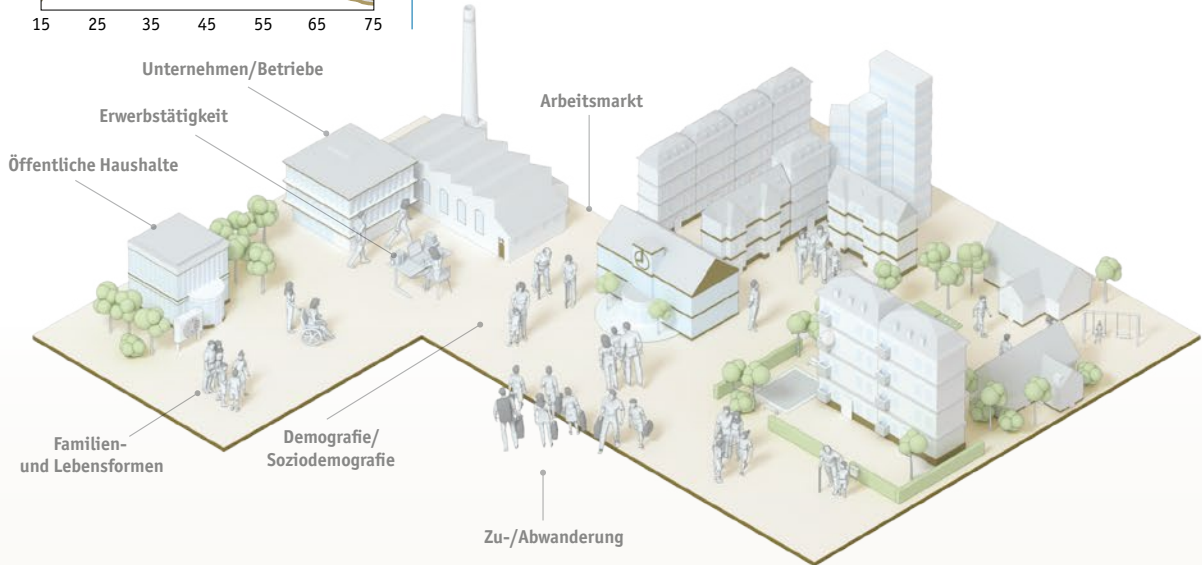 15 25 35 45 55 65 75
Unternehmen/Betriebe
Erwerbstätigkeit
Arbeitsmarkt
Öffentliche Haushalte
Familien-
und Lebensformen
Demografie/
Soziodemografie
Zu-/Abwanderung